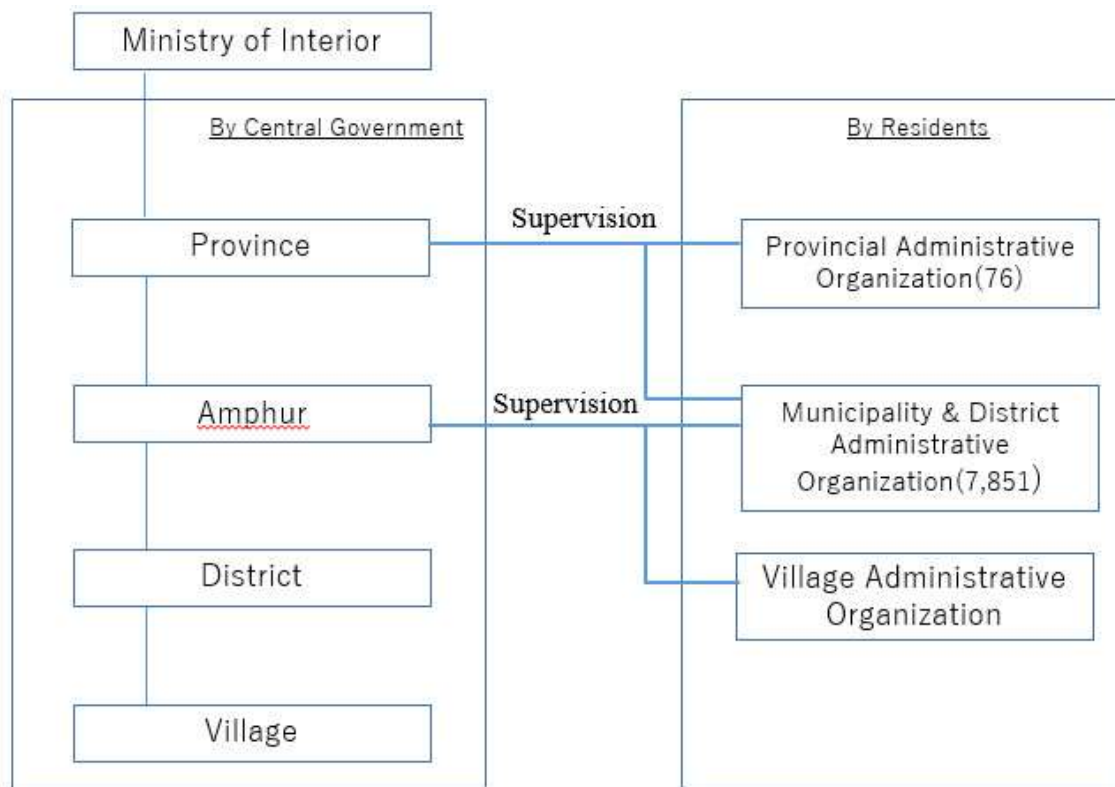 Ministry of Interior
By Central Government
Province
Amphur
District
Village
Supervision
Supervision
By Residents
Provincial Administrative
Organization(76)
Municipality & District
Administrative
Organization(7,851)
Village Administrative
Organization